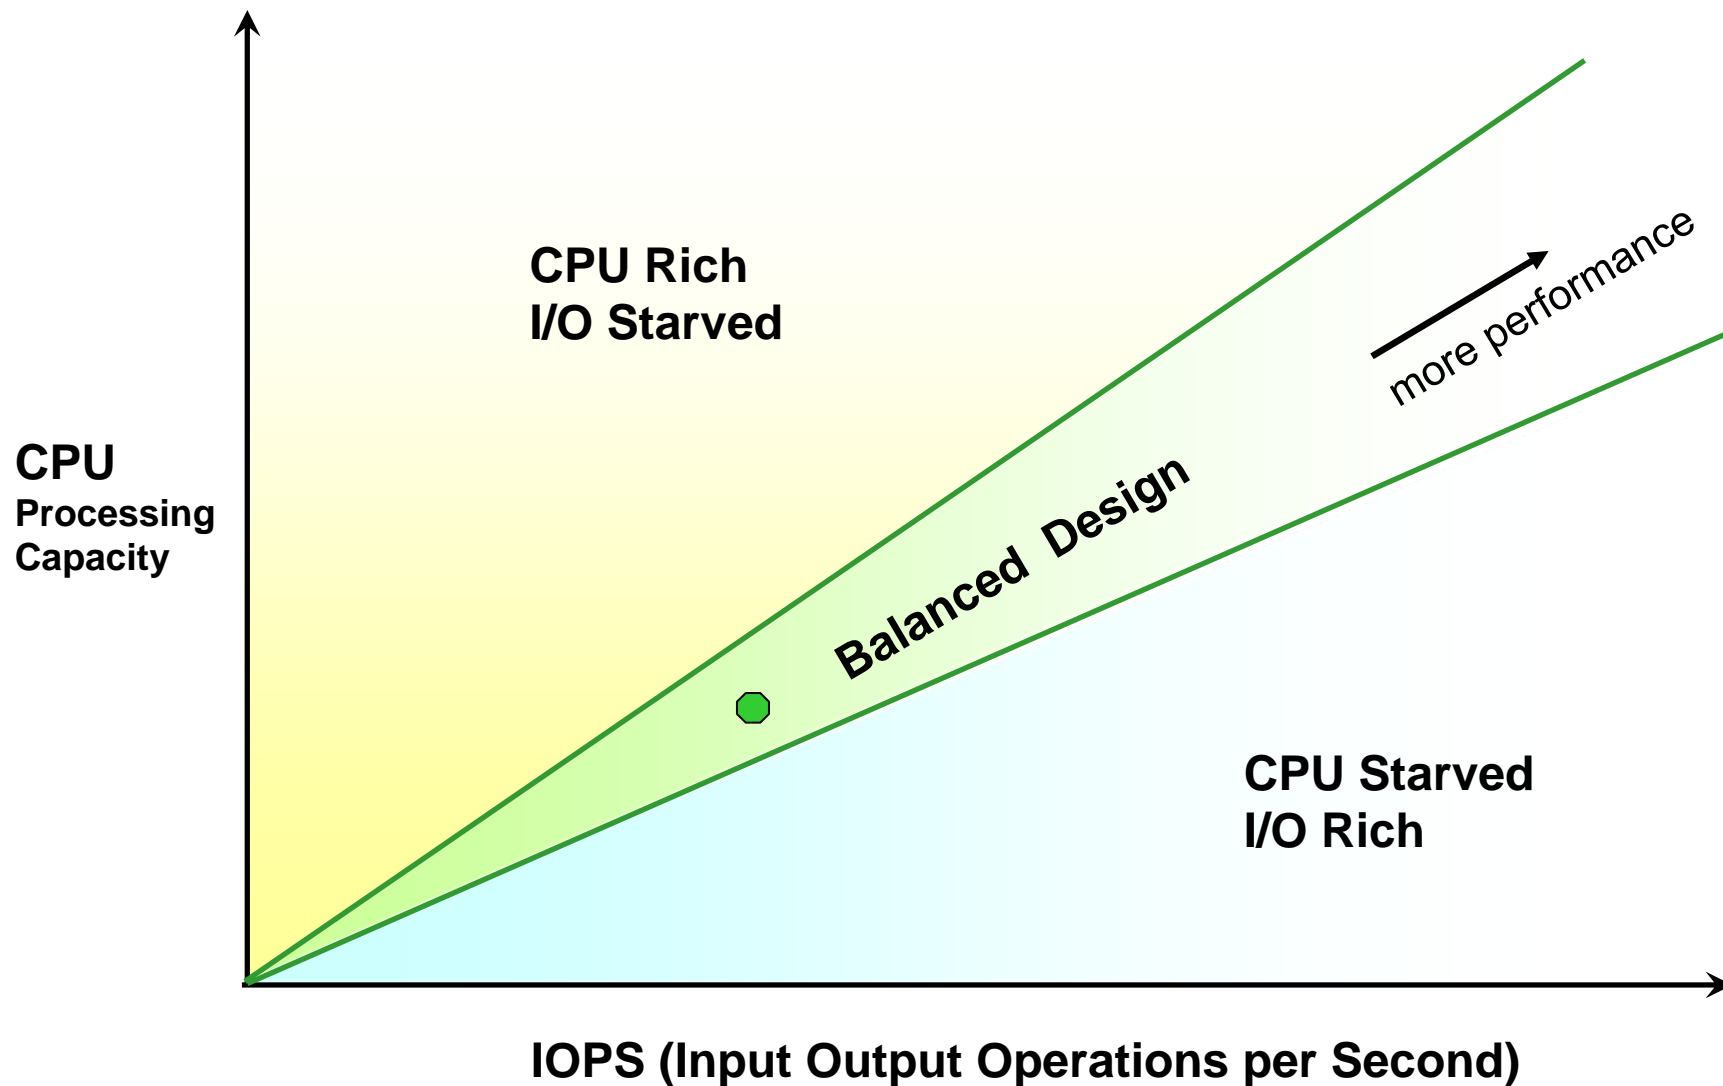 CPU Rich
I/O Starved
more performance
CPU
Processing
Capacity
Balanced Design
CPU Starved
I/O Rich
IOPS (Input Output Operations per Second)